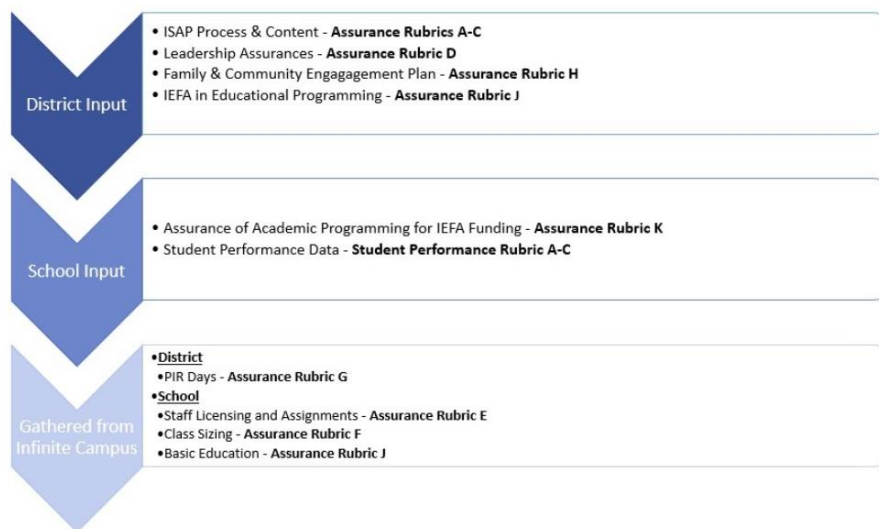 District Input
• ISAP Process & Content - Assurance Rubrics A-C
• Leadership Assurances - Assurance Rubric D
• Family & Community Engagagement Plan - Assurance Rubric H
• IEFA in Educational Programming - Assurance Rubric J
School Input
• Assurance of Academic Programming for IEFA Funding - Assurance Rubric K
• Student Performance Data - Student Performance Rubric A-C
Gathered from
Infinite Campus
•District
•PIR Days - Assurance Rubric G
•School
•Staff Licensing and Assignments - Assurance Rubric E
•Class Sizing - Assurance Rubric F
•Basic Education - Assurance Rubric J